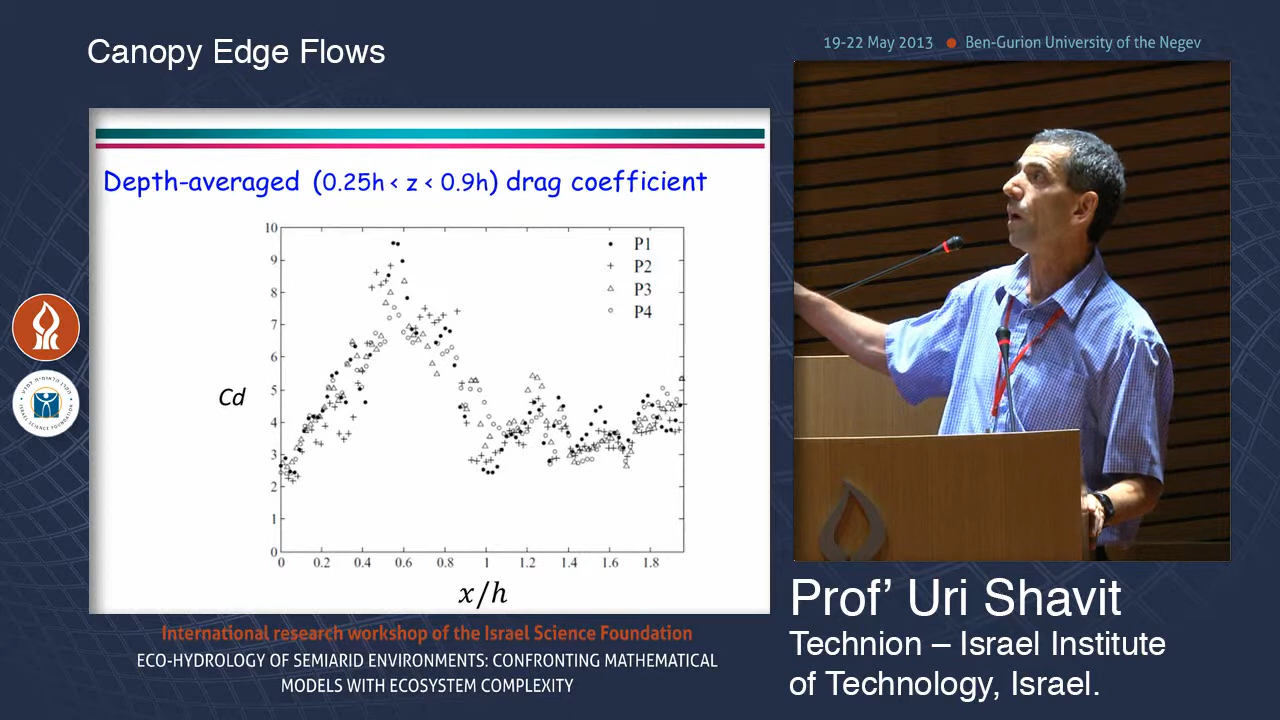 Canopy Edge Flows
19-22 May 2013 ● Ben-Gurion University of the Negev
Depth-averaged (0.25h < z < 0.9h) drag coefficient
10
9
8
7
6
5
4
3
2
1
0
Cd
P1
P2
P3
P4
0 0.2 0.4 0.6 0.8 1 1.2 1.4 1.6 1.8
x/h
International research workshop of the Israel Science Foundation
ECO-HYDROLOGY OF SEMIARID ENVIRONMENTS: CONFRONTING MATHEMATICAL
MODELS WITH ECOSYSTEM COMPLEXITY
Prof’ Uri Shavit
Technion – Israel Institute
of Technology, Israel.
ISRAEL SCIENCE FOUNDATION